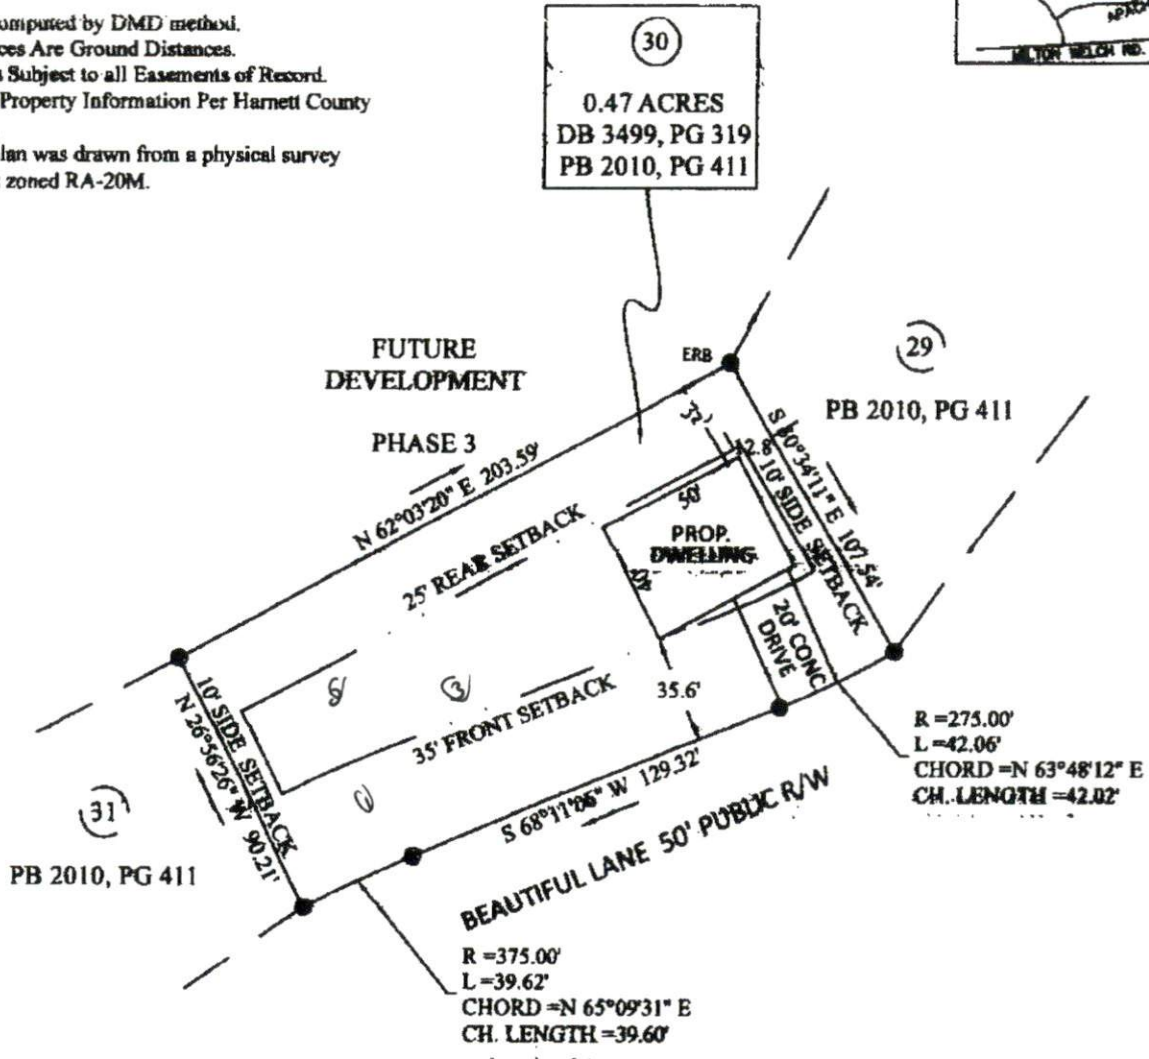 omputed by DMD method.
ces Are Ground Distances.
s Subject to all Easements of Record.
Property Information Per Harnett County
lan was drawn from a physical survey
zoned RA-20M.
30
0.47 ACRES
DB 3499, PG 319
PB 2010, PG 411
MILTON WELCH RD.
FUTURE
DEVELOPMENT
PHASE 3
ERB
29
PB 2010, PG 411
N 62°03'20" E 203.59'
32'
12.8'
S 30°34'11" E 107.54'
10' SIDE SETBACK
50'
PROP.
DWELLING
25' REAR SETBACK
20' CONC
DRIVE
35.6'
35' FRONT SETBACK
3
10' SIDE SETBACK
N 26°56'26" W 90.21'
31
PB 2010, PG 411
S 68°11'06" W 129.32'
BEAUTIFUL LANE 50' PUBLIC R/W
R =275.00'
L =42.06'
CHORD =N 63°48'12" E
CH. LENGTH =42.02'
R =375.00'
L =39.62'
CHORD =N 65°09'31" E
CH. LENGTH =39.60'